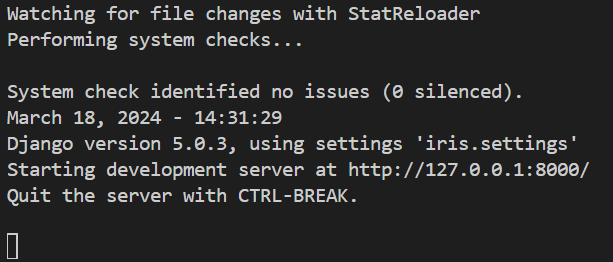 Watching for file changes with StatReloader
Performing system checks...
System check identified no issues (0 silenced).
March 18, 2024 - 14:31:29
Django version 5.0.3, using settings 'iris.settings'
Starting development server at http://127.0.0.1:8000/
Quit the server with CTRL-BREAK.